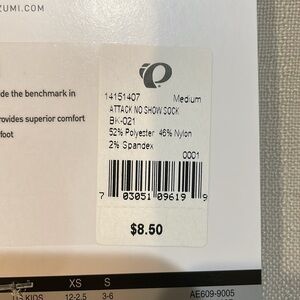 ZUMI.COM
de the benchmark in
rovides superior comfort
foot
14151407 Medium
ATTACK NO SHOW SOCK
BK-021
52% Polyester 46% Nylon
2% Spandex
0001
7 03051 09619 9
$8.50
XS S
US KIDS 12-2.5 3-6
AE609-9005